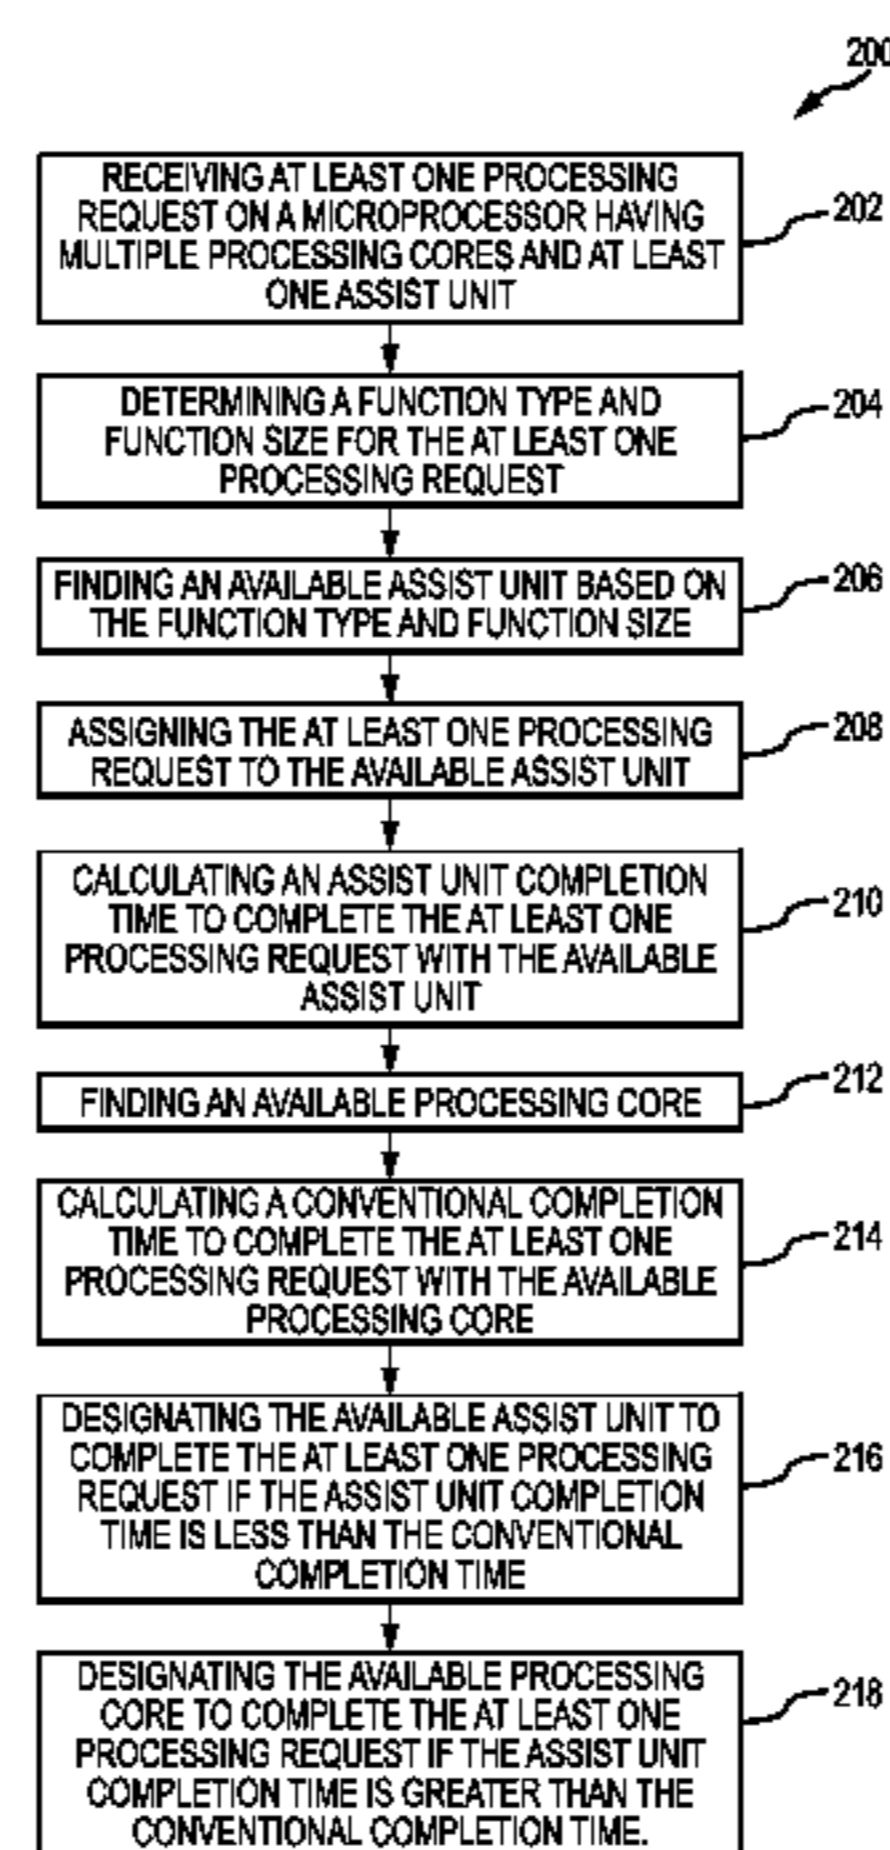 200
RECEIVING AT LEAST ONE PROCESSING
REQUEST ON A MICROPROCESSOR HAVING
MULTIPLE PROCESSING CORES AND AT LEAST
ONE ASSIST UNIT
202
DETERMINING A FUNCTION TYPE AND
FUNCTION SIZE FOR THE AT LEAST ONE
PROCESSING REQUEST
204
FINDING AN AVAILABLE ASSIST UNIT BASED ON
THE FUNCTION TYPE AND FUNCTION SIZE
206
ASSIGNING THE AT LEAST ONE PROCESSING
REQUEST TO THE AVAILABLE ASSIST UNIT
208
CALCULATING AN ASSIST UNIT COMPLETION
TIME TO COMPLETE THE AT LEAST ONE
PROCESSING REQUEST WITH THE AVAILABLE
ASSIST UNIT
210
FINDING AN AVAILABLE PROCESSING CORE
212
CALCULATING A CONVENTIONAL COMPLETION
TIME TO COMPLETE THE AT LEAST ONE
PROCESSING REQUEST WITH THE AVAILABLE
PROCESSING CORE
214
DESIGNATING THE AVAILABLE ASSIST UNIT TO
COMPLETE THE AT LEAST ONE PROCESSING
REQUEST IF THE ASSIST UNIT COMPLETION
TIME IS LESS THAN THE CONVENTIONAL
COMPLETION TIME
216
DESIGNATING THE AVAILABLE PROCESSING
CORE TO COMPLETE THE AT LEAST ONE
PROCESSING REQUEST IF THE ASSIST UNIT
COMPLETION TIME IS GREATER THAN THE
CONVENTIONAL COMPLETION TIME.
218